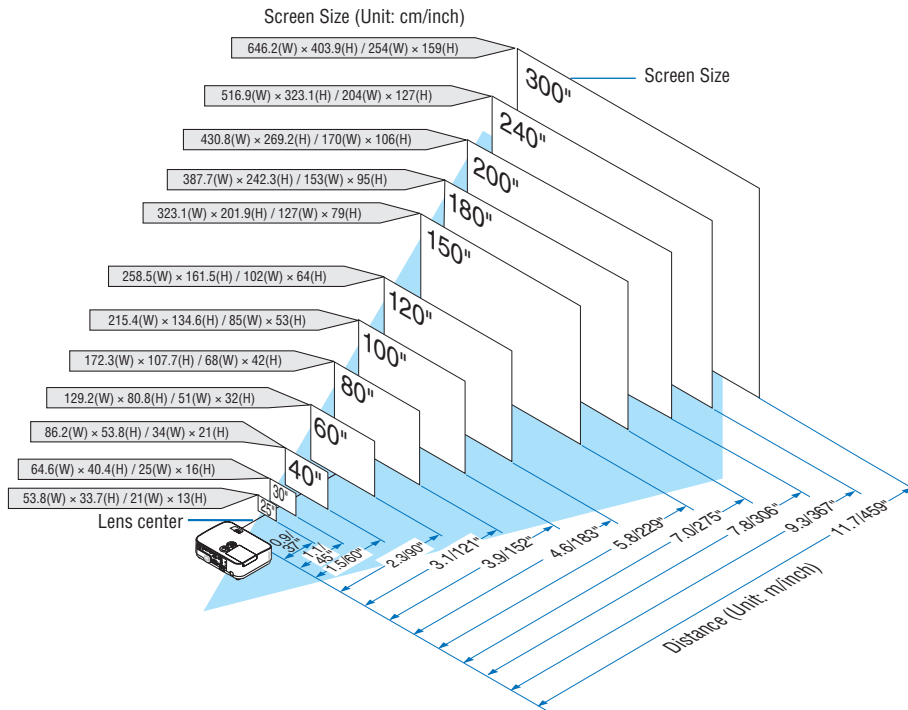 Screen Size (Unit: cm/inch)
646.2(W) × 403.9(H) / 254(W) × 159(H)
300"
Screen Size
516.9(W) × 323.1(H) / 204(W) × 127(H)
240"
430.8(W) × 269.2(H) / 170(W) × 106(H)
200"
387.7(W) × 242.3(H) / 153(W) × 95(H)
180"
323.1(W) × 201.9(H) / 127(W) × 79(H)
150"
258.5(W) × 161.5(H) / 102(W) × 64(H)
120"
215.4(W) × 134.6(H) / 85(W) × 53(H)
100"
172.3(W) × 107.7(H) / 68(W) × 42(H)
80"
129.2(W) × 80.8(H) / 51(W) × 32(H)
60"
86.2(W) × 53.8(H) / 34(W) × 21(H)
40"
64.6(W) × 40.4(H) / 25(W) × 16(H)
30"
53.8(W) × 33.7(H) / 21(W) × 13(H)
25"
Lens center
0.9/
37"
1.1/
45"
1.5/60"
2.3/90"
3.1/121"
3.9/152"
4.6/183"
5.8/229"
7.0/275"
7.8/306"
9.3/367"
11.7/459"
Distance (Unit: m/inch)